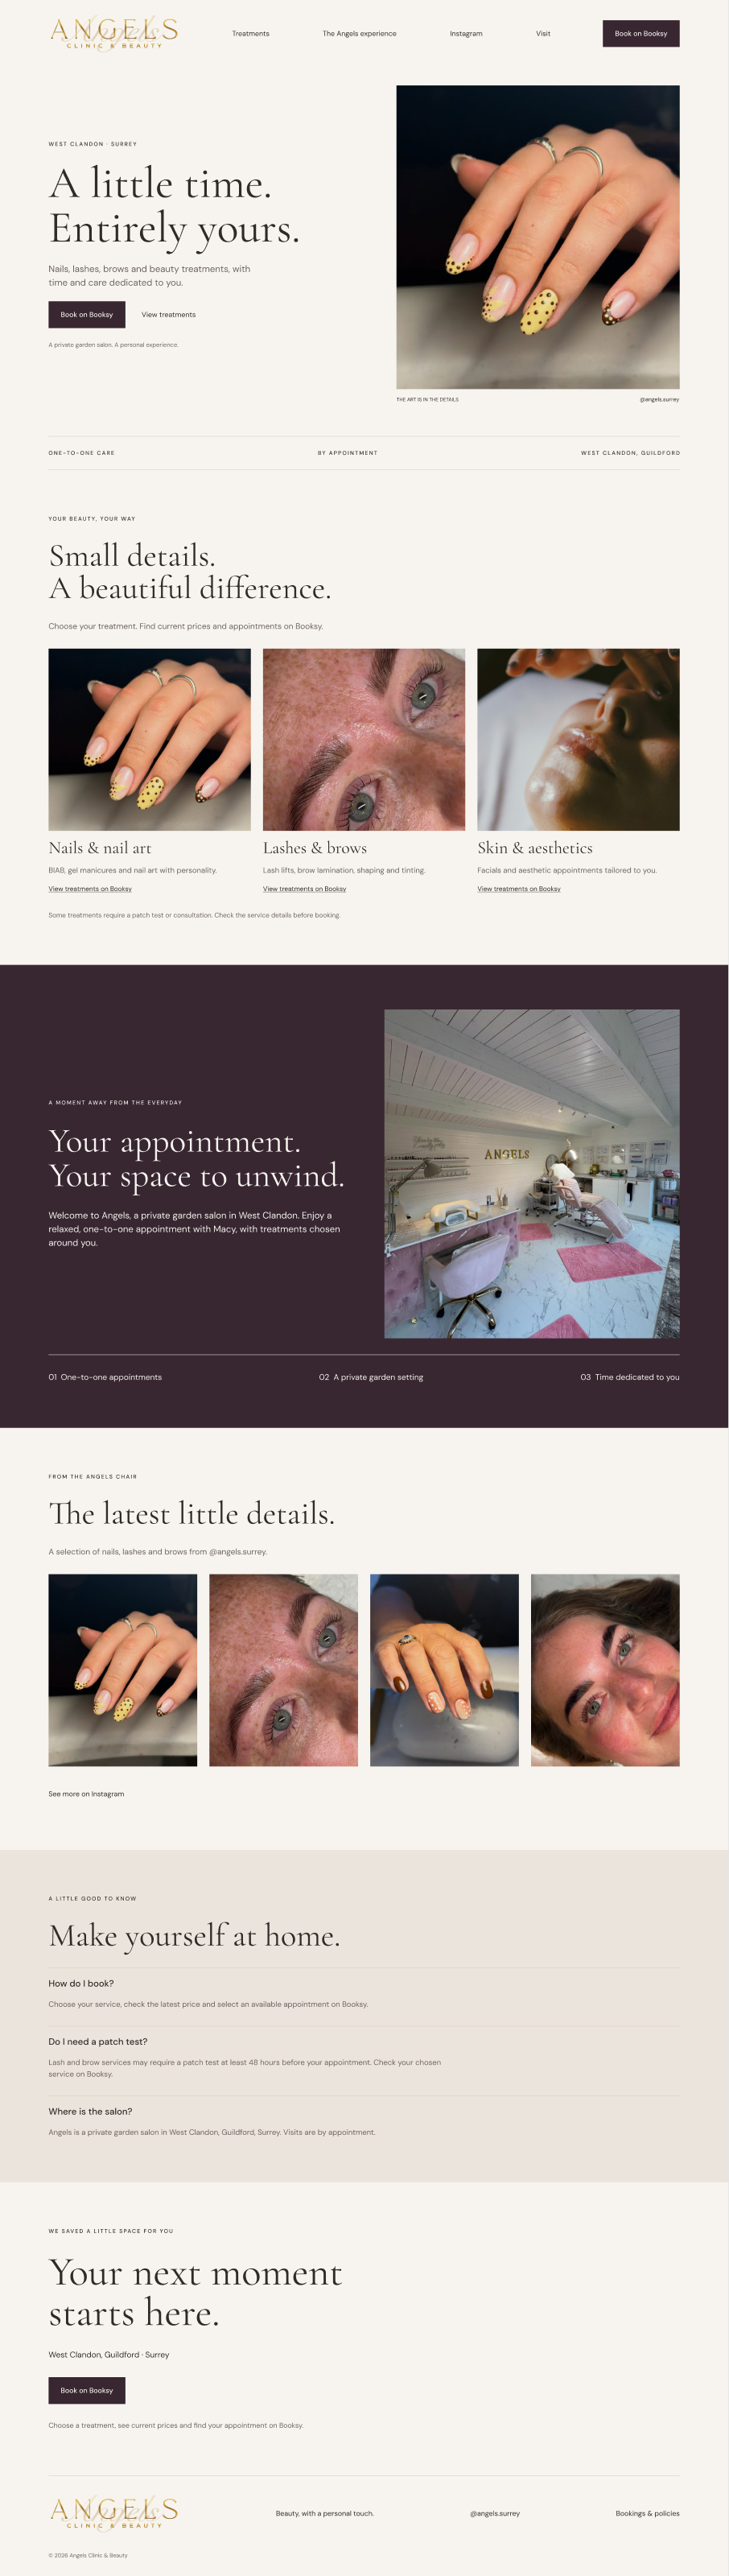 ANGELS
CLINIC & BEAUTY
Treatments
The Angels experience
Instagram
Visit
Book on Booksy
WEST CLANDON · SURREY
A little time.
Entirely yours.
Nails, lashes, brows and beauty treatments, with
time and care dedicated to you.
Book on Booksy
View treatments
A private garden salon. A personal experience.
THE ART IS IN THE DETAILS
@angels.surrey
ONE-TO-ONE CARE
BY APPOINTMENT
WEST CLANDON, GUILDFORD
YOUR BEAUTY, YOUR WAY
Small details.
A beautiful difference.
Choose your treatment. Find current prices and appointments on Booksy.
Nails & nail art
BIAB, gel manicures and nail art with personality.
View treatments on Booksy
Lashes & brows
Lash lifts, brow lamination, shaping and tinting.
View treatments on Booksy
Skin & aesthetics
Facials and aesthetic appointments tailored to you.
View treatments on Booksy
Some treatments require a patch test or consultation. Check the service details before booking.
A MOMENT AWAY FROM THE EVERYDAY
Your appointment.
Your space to unwind.
Welcome to Angels, a private garden salon in West Clandon. Enjoy a
relaxed, one-to-one appointment with Macy, with treatments chosen
around you.
ANGELS
01 One-to-one appointments
02 A private garden setting
03 Time dedicated to you
FROM THE ANGELS CHAIR
The latest little details.
A selection of nails, lashes and brows from @angels.surrey.
See more on Instagram
A LITTLE GOOD TO KNOW
Make yourself at home.
How do I book?
Choose your service, check the latest price and select an available appointment on Booksy.
Do I need a patch test?
Lash and brow services may require a patch test at least 48 hours before your appointment. Check your chosen
service on Booksy.
Where is the salon?
Angels is a private garden salon in West Clandon, Guildford, Surrey. Visits are by appointment.
WE SAVED A LITTLE SPACE FOR YOU
Your next moment
starts here.
West Clandon, Guildford · Surrey
Book on Booksy
Choose a treatment, see current prices and find your appointment on Booksy.
ANGELS
CLINIC & BEAUTY
Beauty, with a personal touch.
@angels.surrey
Bookings & policies
© 2026 Angels Clinic & Beauty